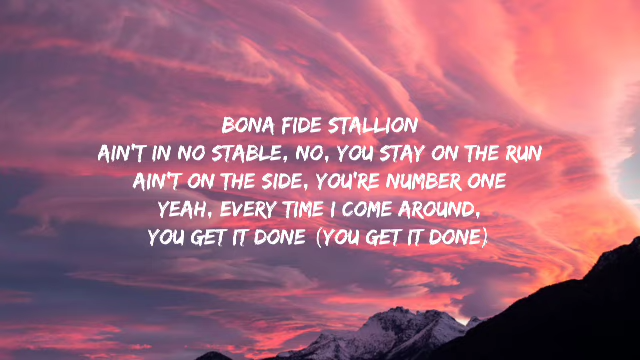 BONA FIDE STALLION
AIN'T IN NO STABLE, NO, YOU STAY ON THE RUN
AIN'T ON THE SIDE, YOU'RE NUMBER ONE
YEAH, EVERY TIME I COME AROUND,
YOU GET IT DONE (YOU GET IT DONE)